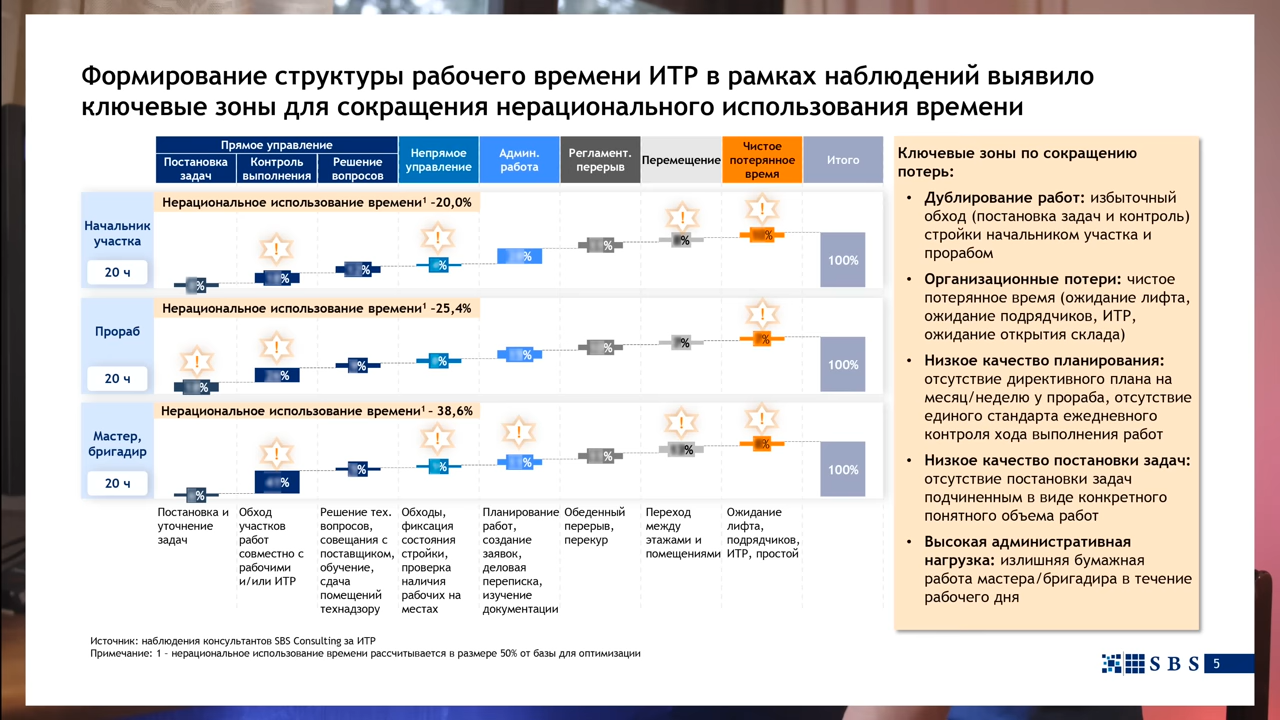 Формирование структуры рабочего времени ИТР в рамках наблюдений выявило
ключевые зоны для сокращения нерационального использования времени
Прямое управление
Постановка
задач
Контроль
выполнения
Решение
вопросов
Непрямое
управление
Админ.
работа
Регламент.
перерыв
Перемещение
Чистое
потерянное
время
Итого
Начальник
участка
20 ч
Нерациональное использование времени¹ –20,0%
!
!
!
!
%
%
%
%
%
%
%
%
100%
Прораб
20 ч
Нерациональное использование времени¹ –25,4%
!
!
!
%
%
%
%
%
%
%
%
100%
Мастер,
бригадир
20 ч
Нерациональное использование времени¹ – 38,6%
!
!
!
!
!
%
%
%
%
%
%
%
%
100%
Постановка и
уточнение
задач
Обход
участков
работ
совместно с
рабочими
и/или ИТР
Решение тех.
вопросов,
совещания с
поставщиком,
обучение,
сдача
помещений
технадзору
Обходы,
фиксация
состояния
стройки,
проверка
наличия
рабочих на
местах
Планирование
работ,
создание
заявок,
деловая
переписка,
изучение
документации
Обеденный
перерыв,
перекур
Переход
между
этажами и
помещениями
Ожидание
лифта,
подрядчиков,
ИТР, простой
Ключевые зоны по сокращению
потерь:
• Дублирование работ: избыточный
обход (постановка задач и контроль)
стройки начальником участка и
прорабом
• Организационные потери: чистое
потерянное время (ожидание лифта,
ожидание подрядчиков, ИТР,
ожидание открытия склада)
• Низкое качество планирования:
отсутствие директивного плана на
месяц/неделю у прораба, отсутствие
единого стандарта ежедневного
контроля хода выполнения работ
• Низкое качество постановки задач:
отсутствие постановки задач
подчиненным в виде конкретного
понятного объема работ
• Высокая административная
нагрузка: излишняя бумажная
работа мастера/бригадира в течение
рабочего дня
Источник: наблюдения консультантов SBS Consulting за ИТР
Примечание: 1 – нерациональное использование времени рассчитывается в размере 50% от базы для оптимизации
SBS
5